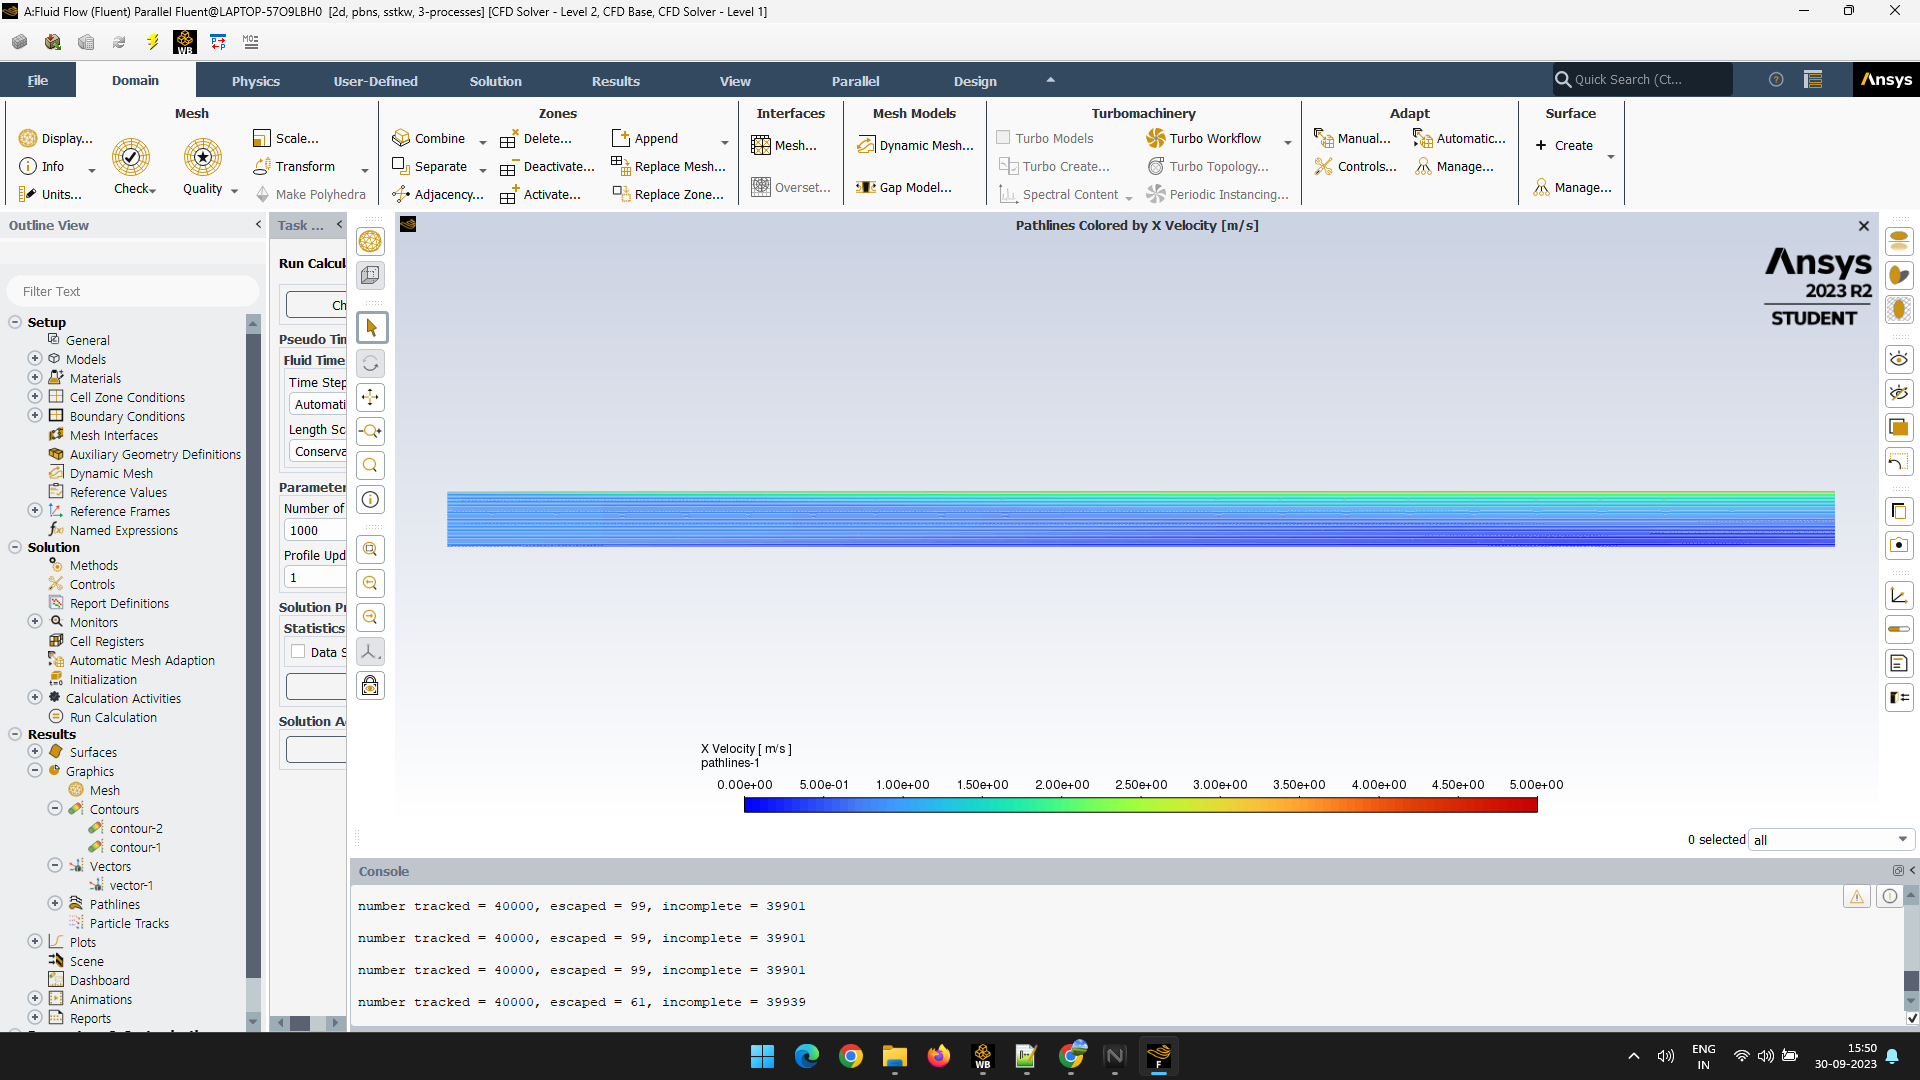 A:Fluid Flow (Fluent) Parallel Fluent@LAPTOP-57O9LBH0 [2d, pbns, sstkw, 3-processes] [CFD Solver - Level 2, CFD Base, CFD Solver - Level 1]
WB
File
Domain
Physics
User-Defined
Solution
Results
View
Parallel
Design
Quick Search (Ct...
Ansys
Mesh
Display...
Info
Units...
Check
Quality
Scale...
Transform
Make Polyhedra
Zones
Combine
Separate
Adjacency...
Delete...
Deactivate...
Activate...
Append
Replace Mesh...
Replace Zone...
Interfaces
Mesh...
Overset...
Mesh Models
Dynamic Mesh...
Gap Model...
Turbomachinery
Turbo Models
Turbo Create...
Spectral Content
Turbo Workflow
Turbo Topology...
Periodic Instancing...
Adapt
Manual...
Controls...
Automatic...
Manage...
Surface
Create
Manage...
Outline View
Filter Text
Setup
General
Models
Materials
Cell Zone Conditions
Boundary Conditions
Mesh Interfaces
Auxiliary Geometry Definitions
Dynamic Mesh
Reference Values
Reference Frames
Named Expressions
Solution
Methods
Controls
Report Definitions
Monitors
Cell Registers
Automatic Mesh Adaption
Initialization
Calculation Activities
Run Calculation
Results
Surfaces
Graphics
Mesh
Contours
contour-2
contour-1
Vectors
vector-1
Pathlines
Particle Tracks
Plots
Scene
Dashboard
Animations
Reports
Task ...
Run Calcul
Ch
Pseudo Tim
Fluid Time
Time Step
Automati
Length Sc
Conserva
Parameter
Number of
1000
Profile Upd
1
Solution Pr
Statistics
Data S
Solution A
Pathlines Colored by X Velocity [m/s]
Ansys
2023 R2
STUDENT
X Velocity [ m/s ]
pathlines-1
0.00e+00 5.00e-01 1.00e+00 1.50e+00 2.00e+00 2.50e+00 3.00e+00 3.50e+00 4.00e+00 4.50e+00 5.00e+00
0 selected all
Console
number tracked = 40000, escaped = 99, incomplete = 39901
number tracked = 40000, escaped = 99, incomplete = 39901
number tracked = 40000, escaped = 99, incomplete = 39901
number tracked = 40000, escaped = 61, incomplete = 39939
WB
N
F
ENG
IN
15:50
30-09-2023